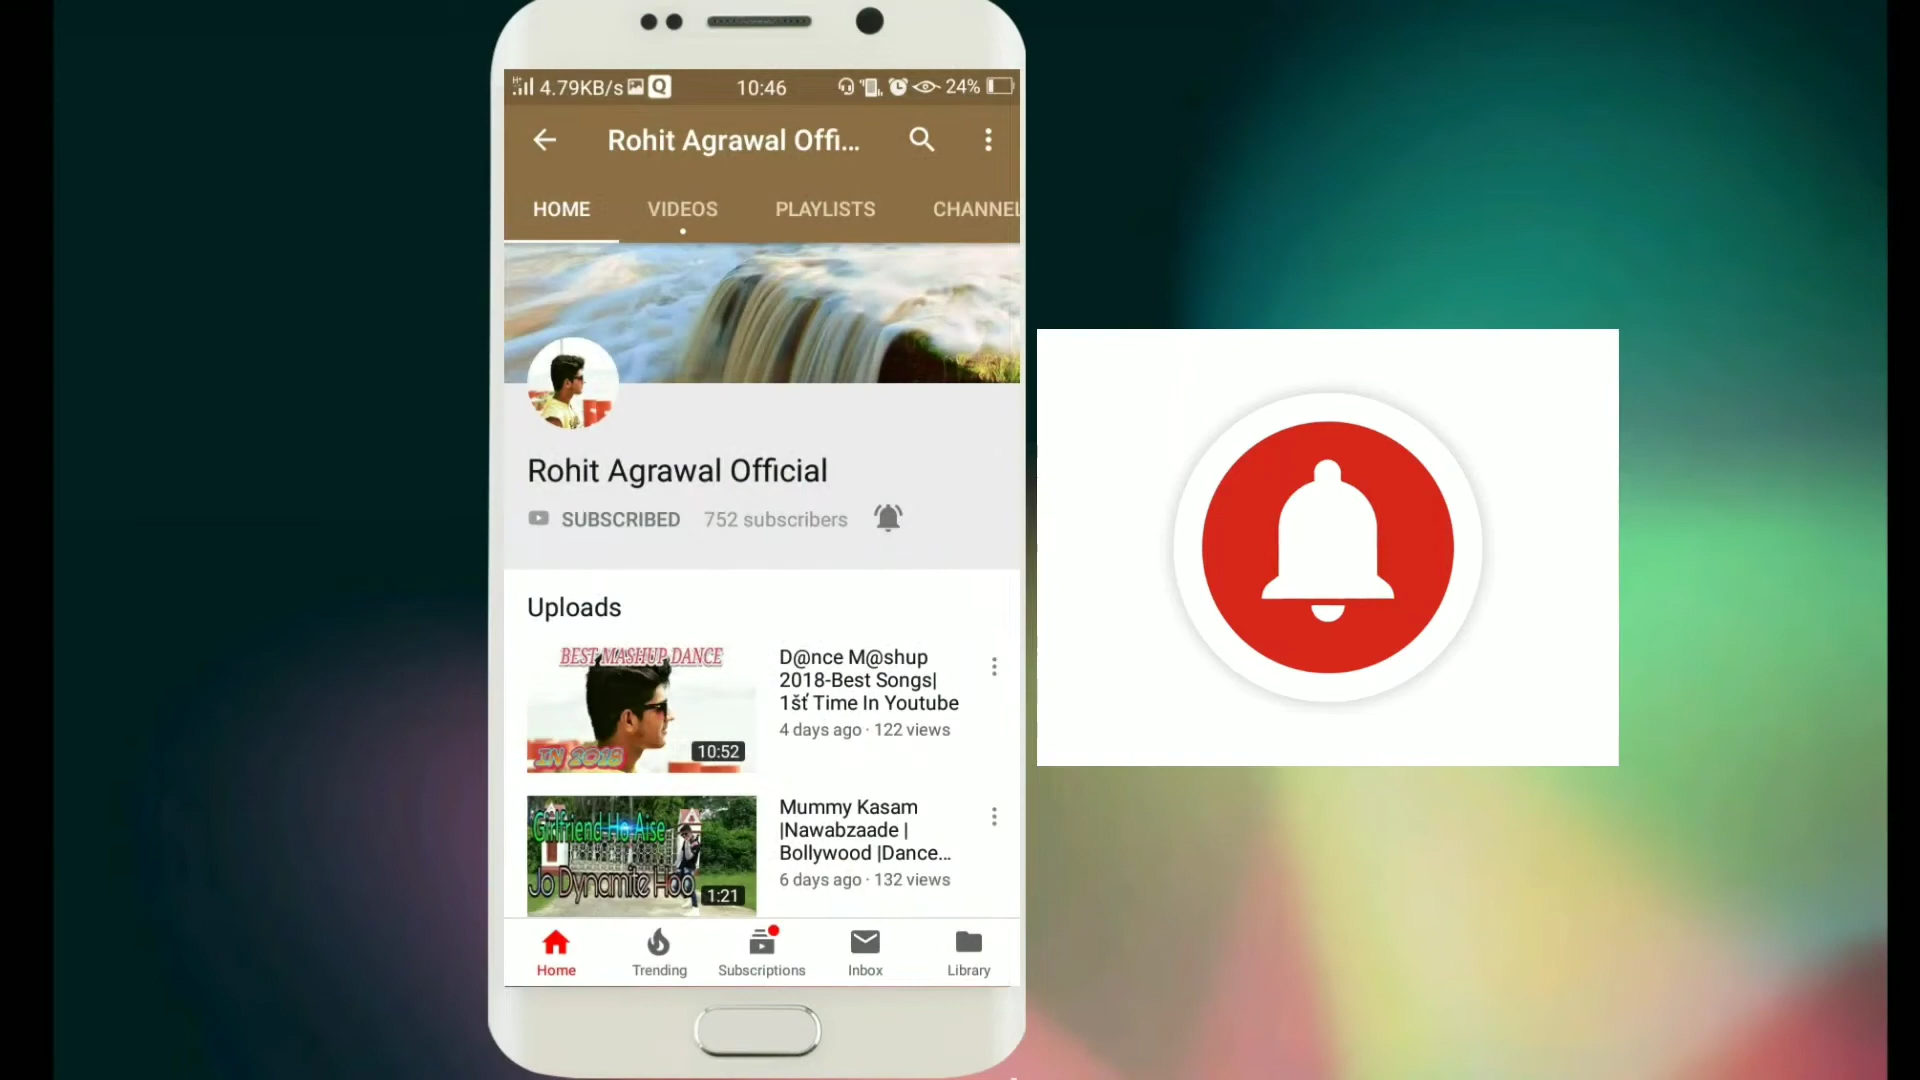 4.79KB/s
10:46
24%
Rohit Agrawal Offi...
HOME VIDEOS PLAYLISTS CHANNEL
Rohit Agrawal Official
SUBSCRIBED 752 subscribers
Uploads
BEST MASHUP DANCE
IN 2018
10:52
D@nce M@shup
2018-Best Songs|
1šť Time In Youtube
4 days ago · 122 views
Girlfriend Ho Aise
Jo Dynamite Hoo
1:21
Mummy Kasam
|Nawabzaade |
Bollywood |Dance...
6 days ago · 132 views
Home Trending Subscriptions Inbox Library